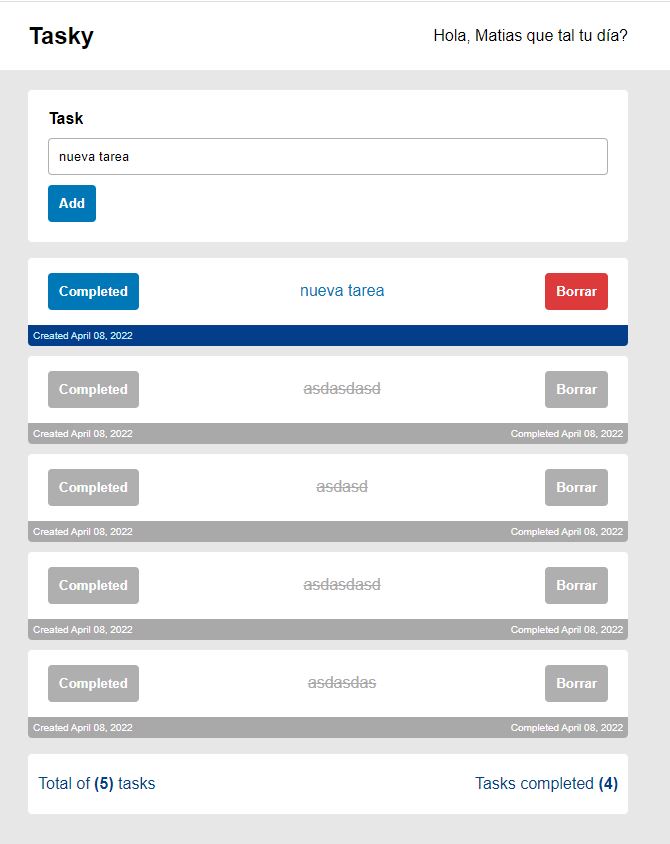 Tasky
Hola, Matias que tal tu día?
Task
nueva tarea
Add
Completed nueva tarea Borrar
Created April 08, 2022
Completed asdasdasd Borrar
Created April 08, 2022 Completed April 08, 2022
Completed asdasd Borrar
Created April 08, 2022 Completed April 08, 2022
Completed asdasdasd Borrar
Created April 08, 2022 Completed April 08, 2022
Completed asdasdas Borrar
Created April 08, 2022 Completed April 08, 2022
Total of (5) tasks Tasks completed (4)